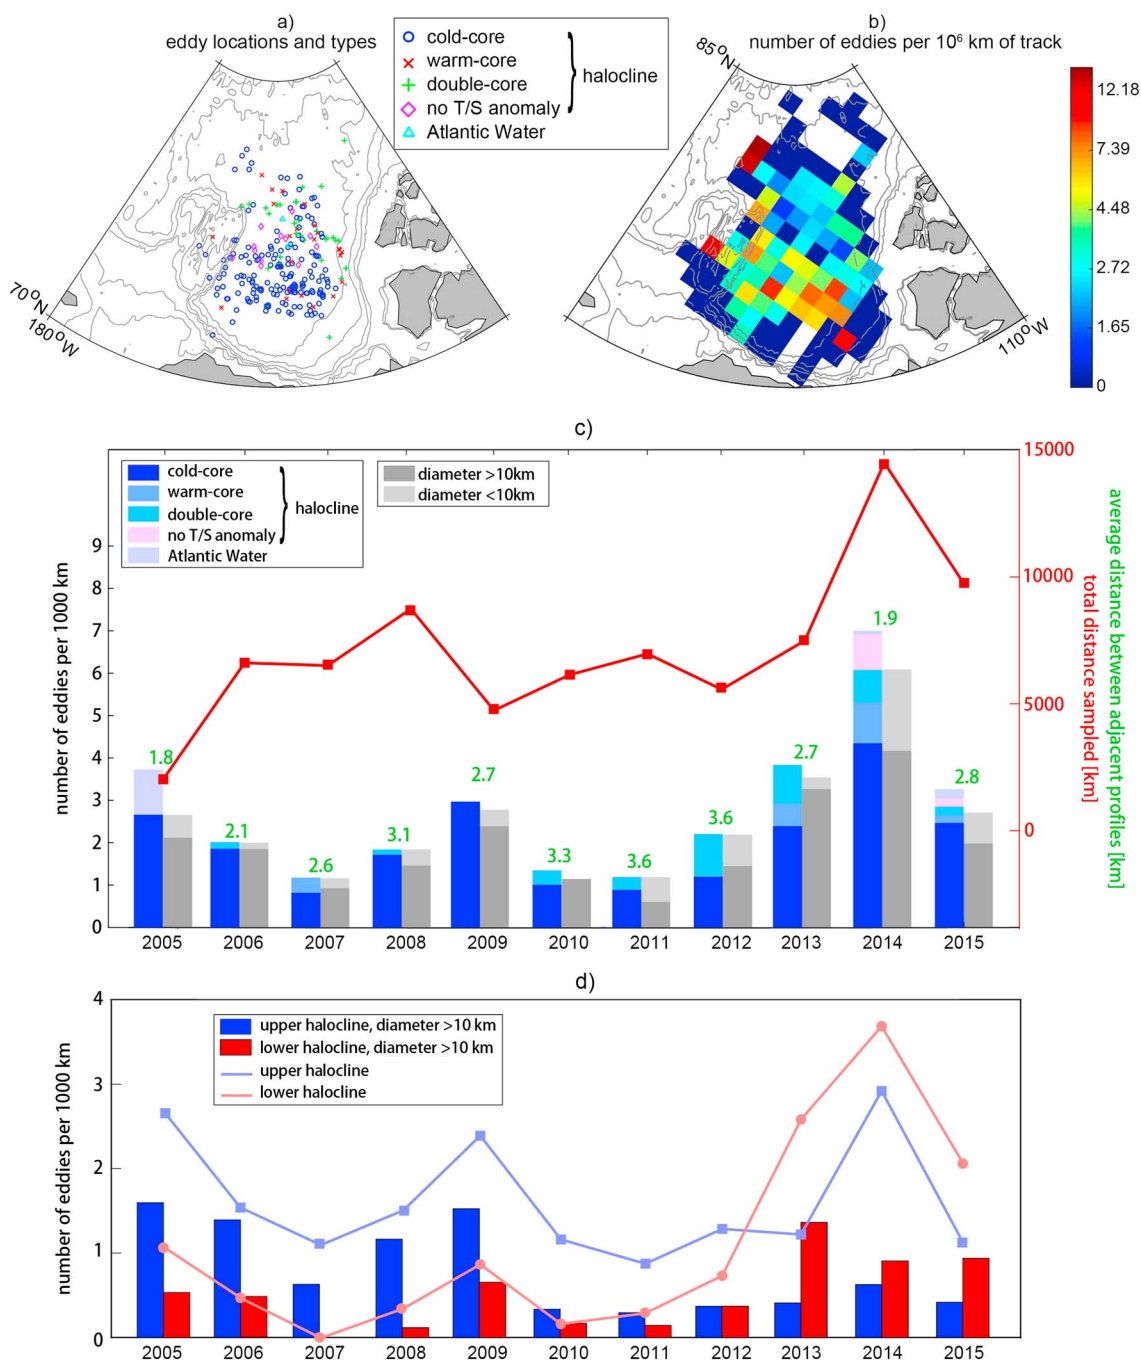 a)
eddy locations and types
cold-core
warm-core
double-core
no T/S anomaly
Atlantic Water
halocline
b)
number of eddies per 10⁶ km of track
85°N
70°N
180°W
110°W
12.18
7.39
4.48
2.72
1.65
0
c)
cold-core
warm-core
double-core
no T/S anomaly
Atlantic Water
halocline
diameter >10km
diameter <10km
number of eddies per 1000 km
9
8
7
6
5
4
3
2
1
0
1.8
2.1
2.6
3.1
2.7
3.3
3.6
3.6
2.7
1.9
2.8
15000
10000
5000
0
total distance sampled [km]
average distance between adjacent profiles [km]
2005 2006 2007 2008 2009 2010 2011 2012 2013 2014 2015
d)
upper halocline, diameter >10 km
lower halocline, diameter >10 km
upper halocline
lower halocline
number of eddies per 1000 km
4
3
2
1
0
2005 2006 2007 2008 2009 2010 2011 2012 2013 2014 2015